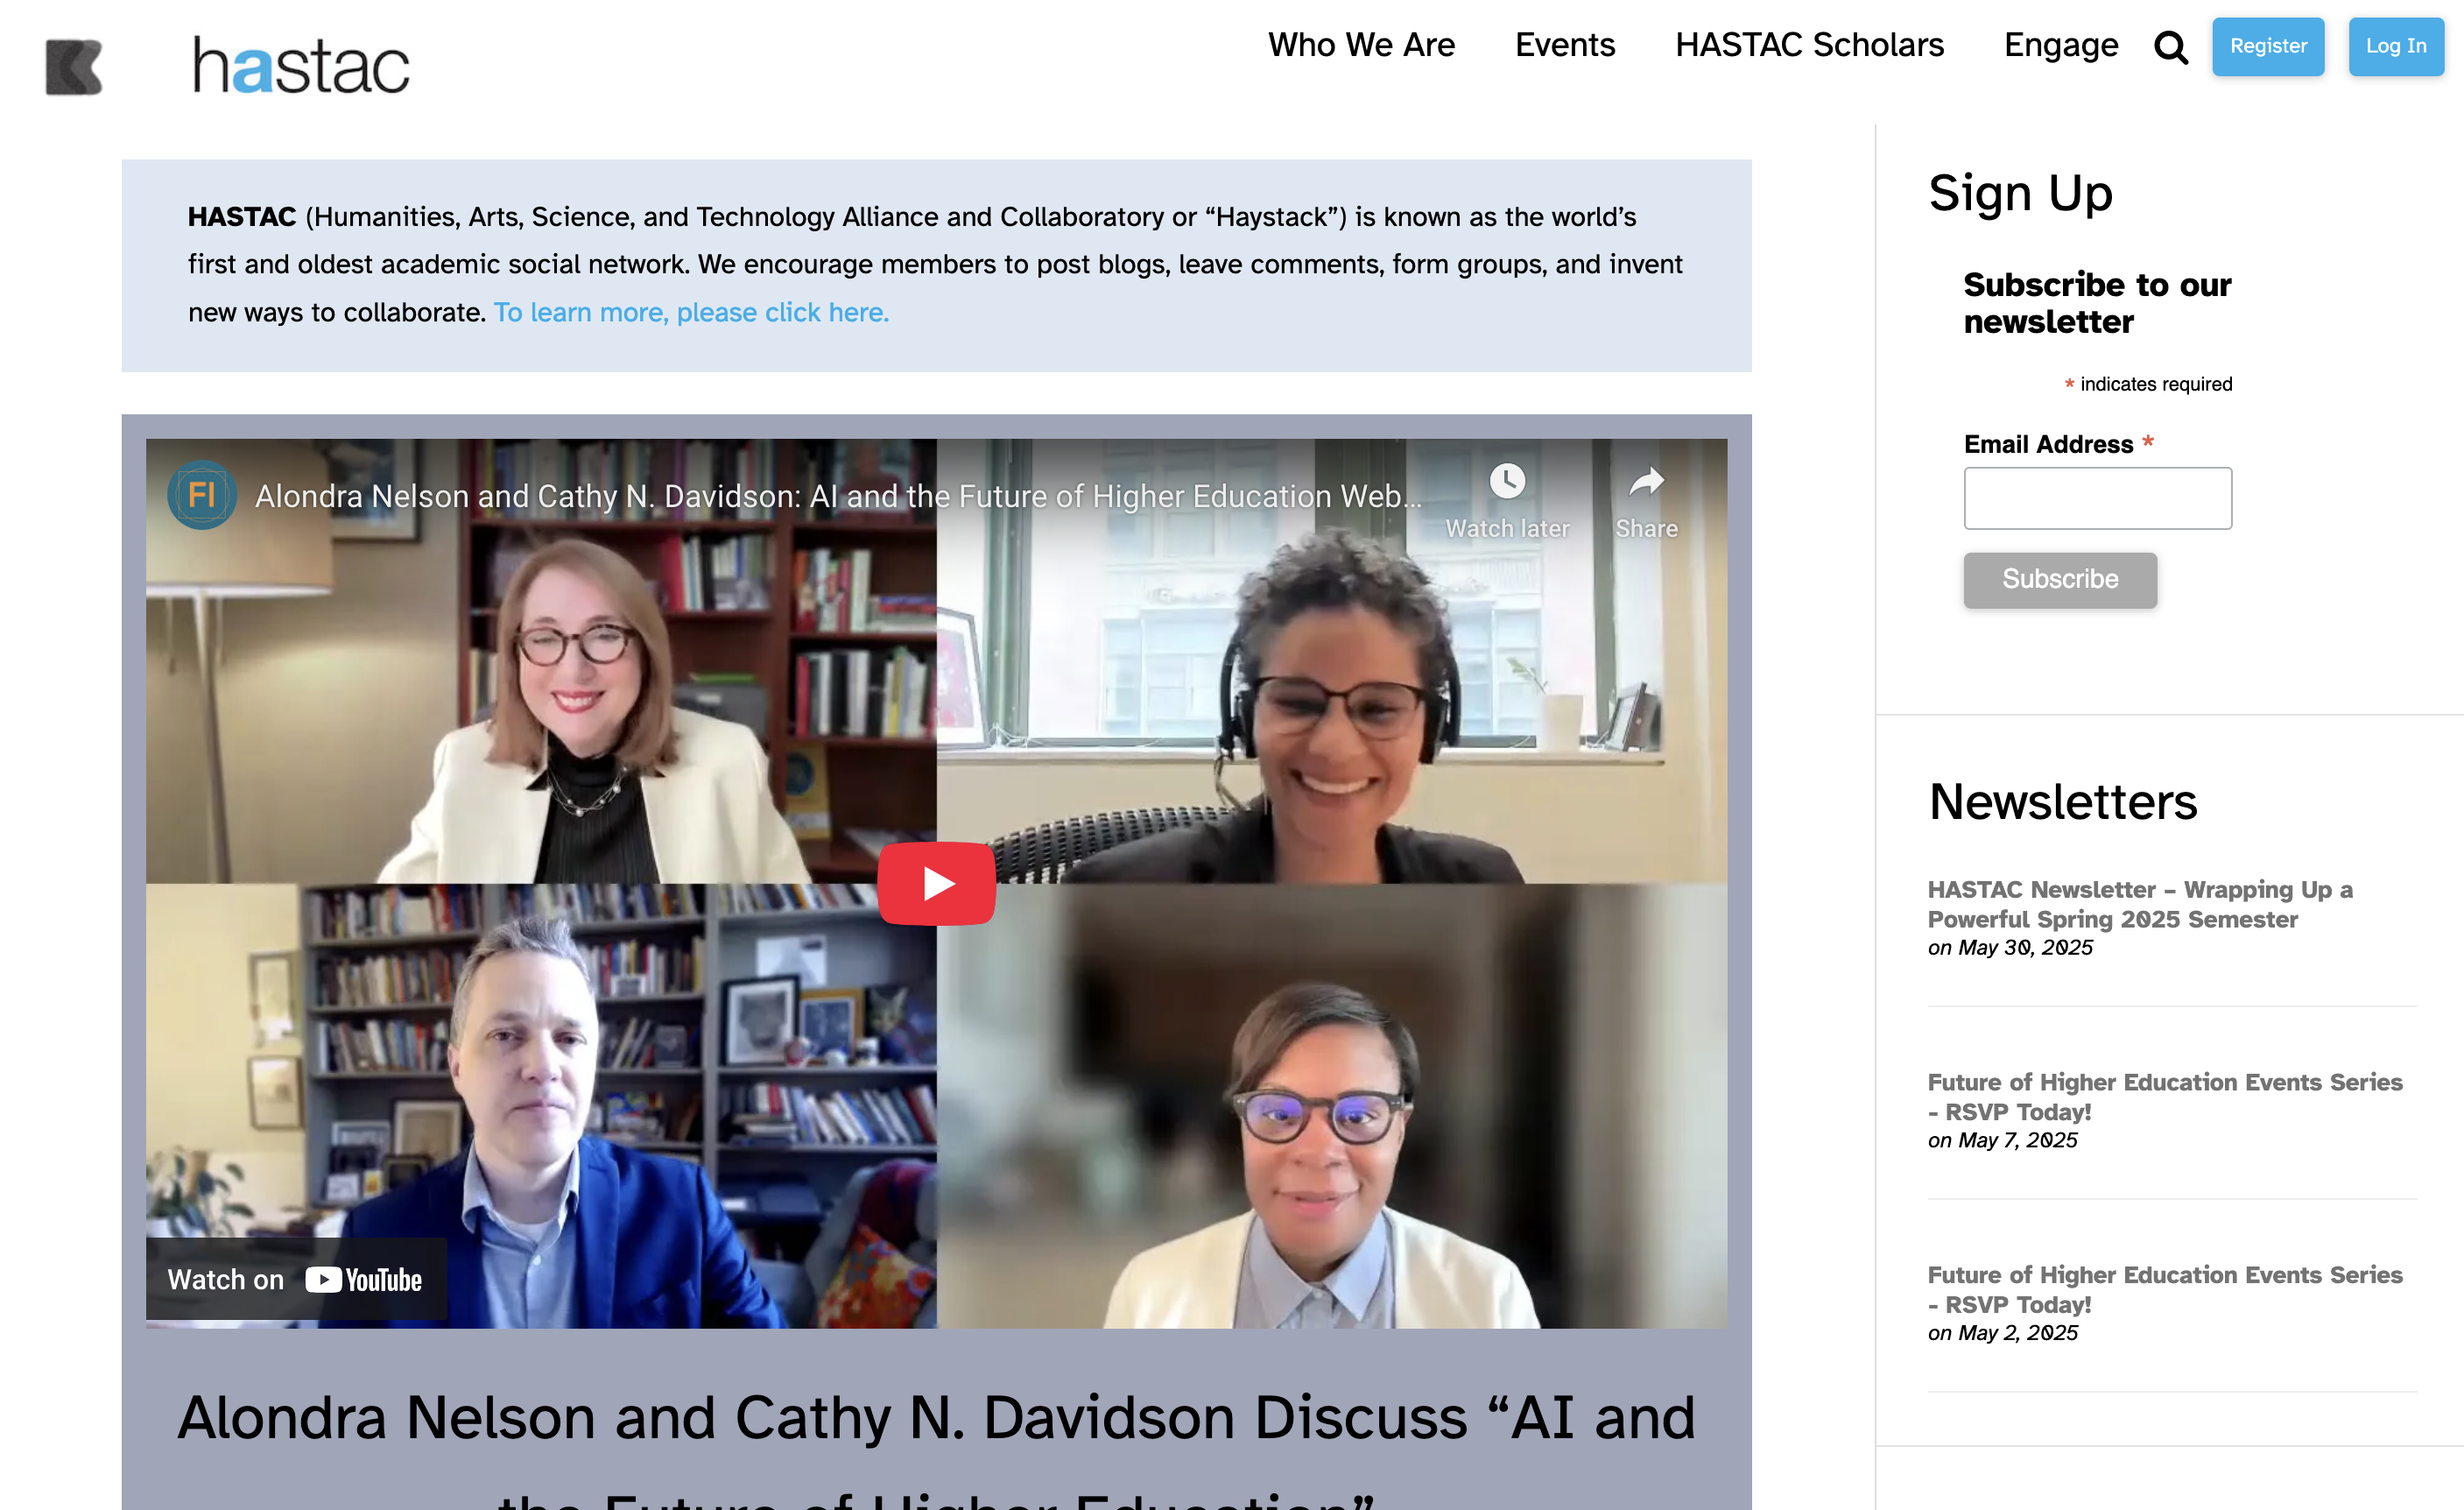 hastac
Who We Are
Events
HASTAC Scholars
Engage
Register
Log In
HASTAC (Humanities, Arts, Science, and Technology Alliance and Collaboratory or “Haystack”) is known as the world’s
first and oldest academic social network. We encourage members to post blogs, leave comments, form groups, and invent
new ways to collaborate. To learn more, please click here.
FI
Alondra Nelson and Cathy N. Davidson: AI and the Future of Higher Education Web...
Watch later
Share
Watch on YouTube
Alondra Nelson and Cathy N. Davidson Discuss “AI and
the Future of Higher Education”
Sign Up
Subscribe to our
newsletter
* indicates required
Email Address *
Subscribe
Newsletters
HASTAC Newsletter – Wrapping Up a
Powerful Spring 2025 Semester
on May 30, 2025
Future of Higher Education Events Series
- RSVP Today!
on May 7, 2025
Future of Higher Education Events Series
- RSVP Today!
on May 2, 2025